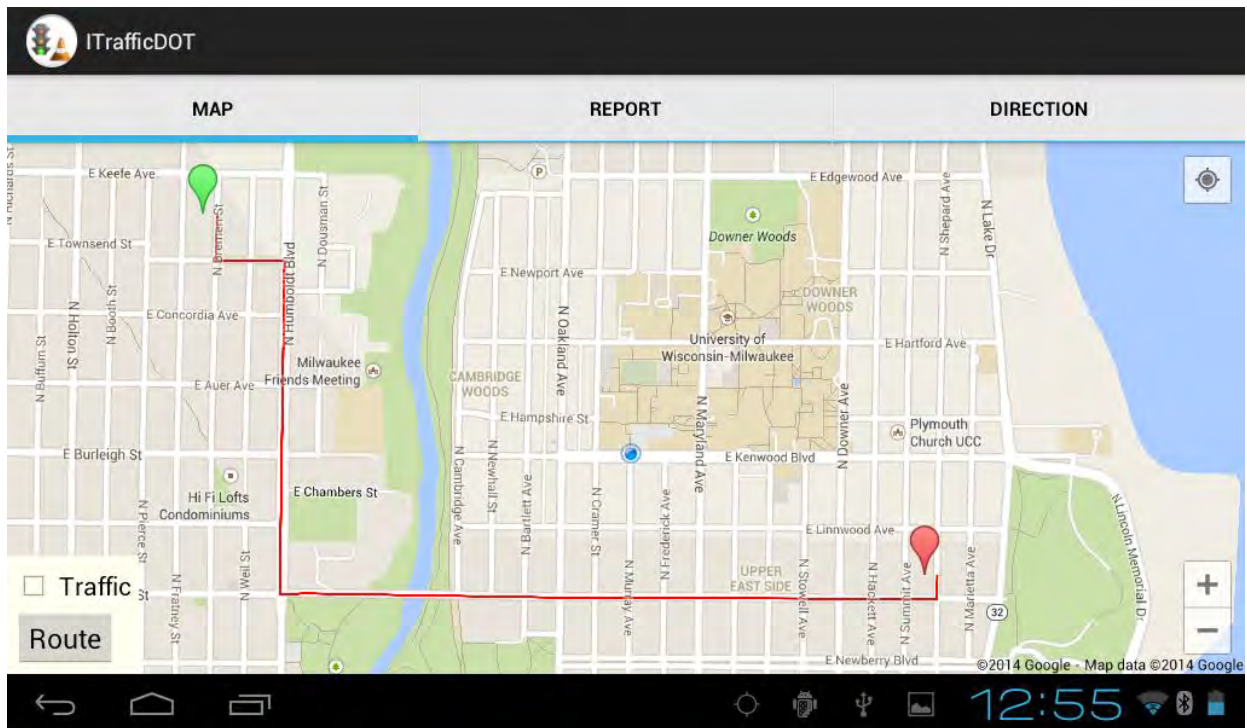 ITrafficDOT
MAP
REPORT
DIRECTION
E Keefe Ave
P
E Edgewood Ave
N Richards St
N Bremen St
N Dousman St
N Shepard Ave
N Lake Dr
E Townsend St
Downer Woods
N Humboldt Blvd
E Newport Ave
DOWNER
WOODS
N Holton St
N Booth St
E Concordia Ave
N Oakland Ave
University of
Wisconsin-Milwaukee
E Hartford Ave
N Buffum St
Milwaukee
Friends Meeting
E Auer Ave
CAMBRIDGE
WOODS
N Maryland Ave
N Downer Ave
E Hampshire St
Plymouth
Church UCC
E Burleigh St
E Kenwood Blvd
N Cambridge Ave
N Newhall St
N Bartlett Ave
N Cramer St
N Frederick Ave
Hi Fi Lofts
Condominiums
E Chambers St
N Pierce St
N Weil St
E Linnwood Ave
N Lincoln Memorial Dr
UPPER
EAST SIDE
N Fratney St
N Murray Ave
N Stowell Ave
N Hackett Ave
N Summit Ave
N Marietta Ave
32
Traffic
St
Route
+
−
E Newberry Blvd
©2014 Google - Map data ©2014 Google
12:55